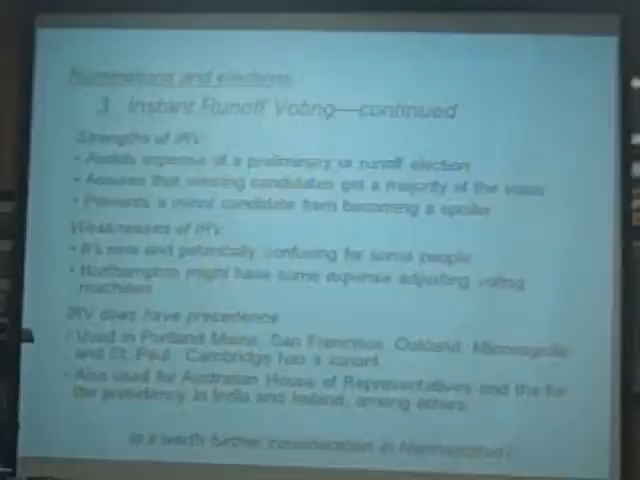 Nominations and elections
3. Instant Runoff Voting—continued
Strengths of IRV
• Avoids expense of a preliminary or runoff election
• Assures that winning candidates get a majority of the votes
• Prevents a minor candidate from becoming a spoiler
Weaknesses of IRV
• It's new and potentially confusing for some people
• Northampton might have some expense adjusting voting
machines
IRV does have precedence
• Used in Portland Maine, San Francisco, Oakland, Minneapolis
and St. Paul. Cambridge has a variant.
• Also used for Australian House of Representatives and the for
the presidency in India and Ireland, among others.
Is it worth further consideration in Northampton?